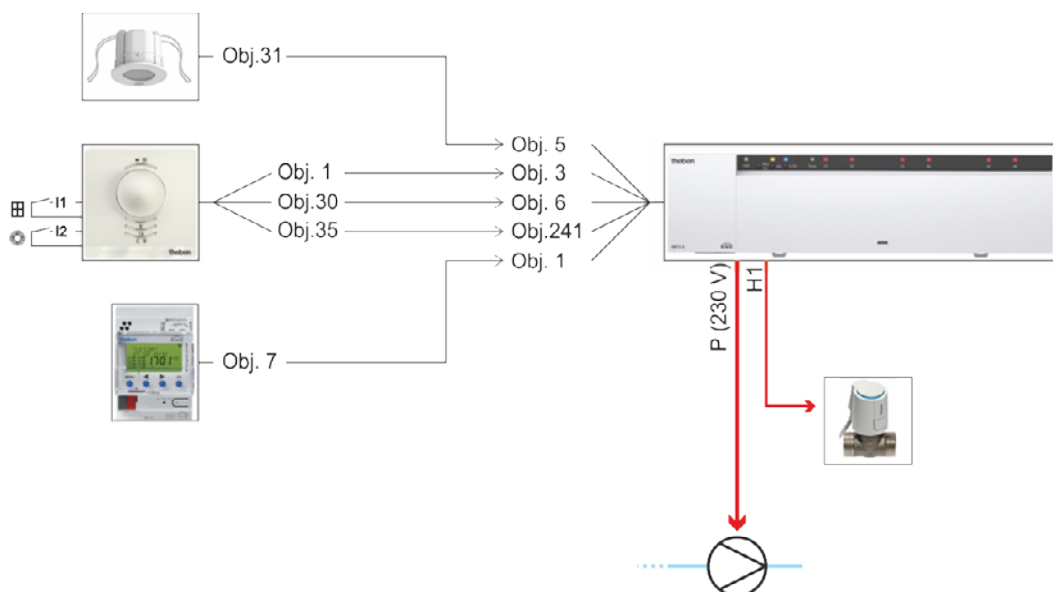 Obj.31
Obj. 5
Obj. 1
Obj. 3
I1
Obj.30
Obj. 6
I2
Obj.35
Obj.241
Obj. 1
theben
theben
Obj. 7
P (230 V)
H1